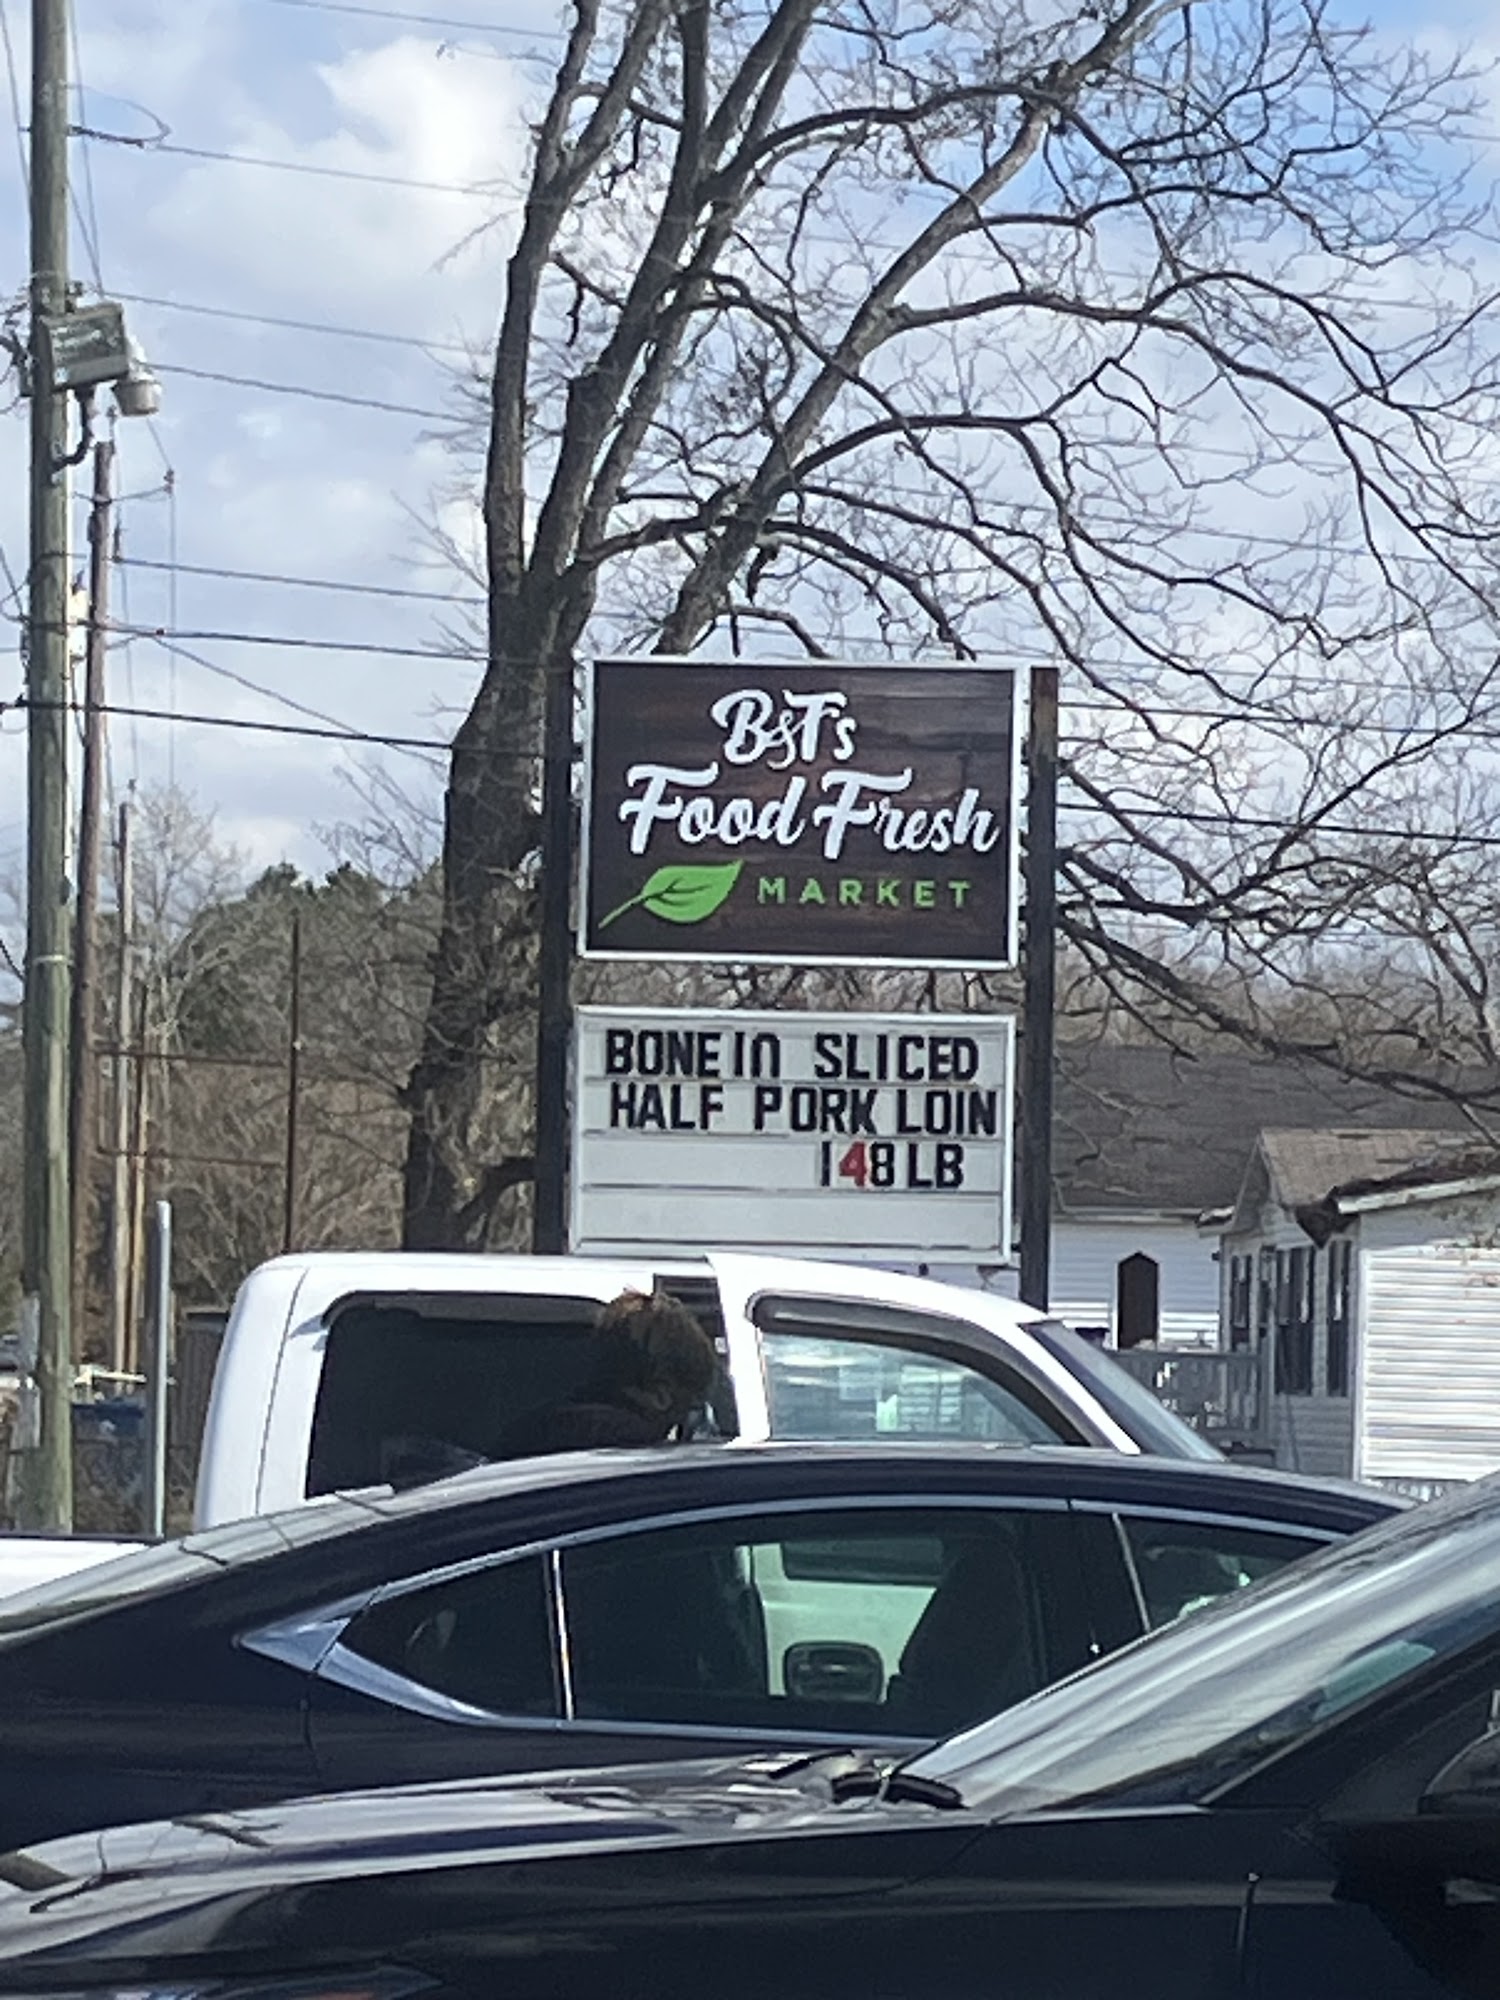 B&F's
Food Fresh
MARKET
BONE IN SLICED
HALF PORK LOIN
148 LB